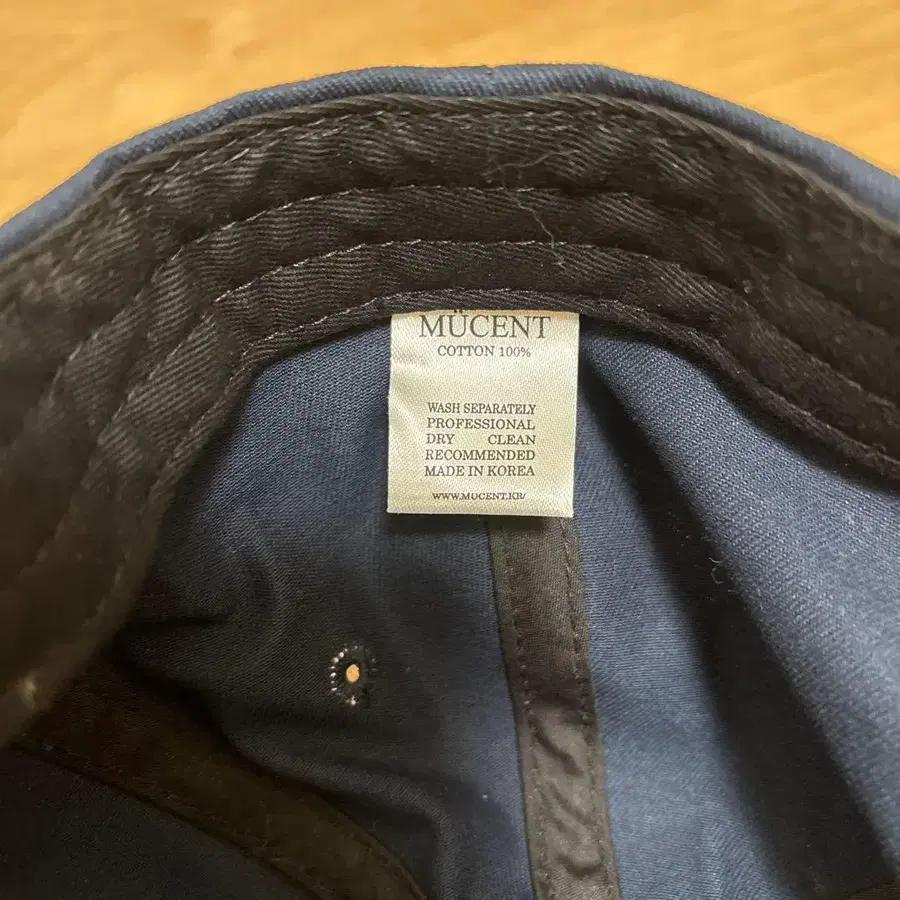 MÜCENT
COTTON 100%
WASH SEPARATELY
PROFESSIONAL
DRY CLEAN
RECOMMENDED
MADE IN KOREA
WWW.MUCENT.KR/